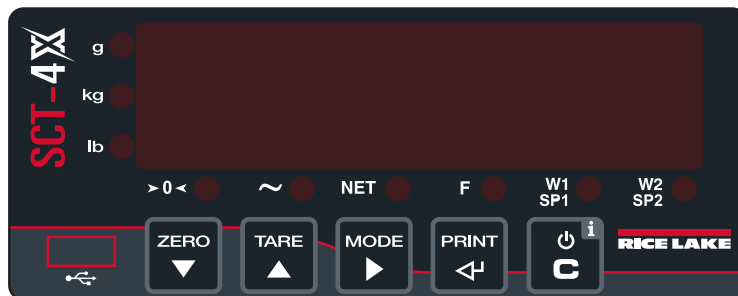 SCT-4X
g
kg
lb
>0< ~ NET F W1 SP1 W2 SP2
ZERO TARE MODE PRINT i
C
RICE LAKE